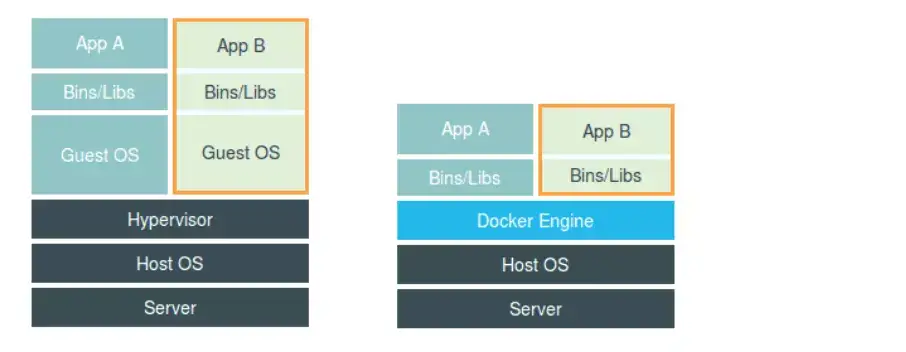 App A
App B
Bins/Libs
Bins/Libs
Guest OS
Guest OS
Hypervisor
Host OS
Server
App A
App B
Bins/Libs
Bins/Libs
Docker Engine
Host OS
Server